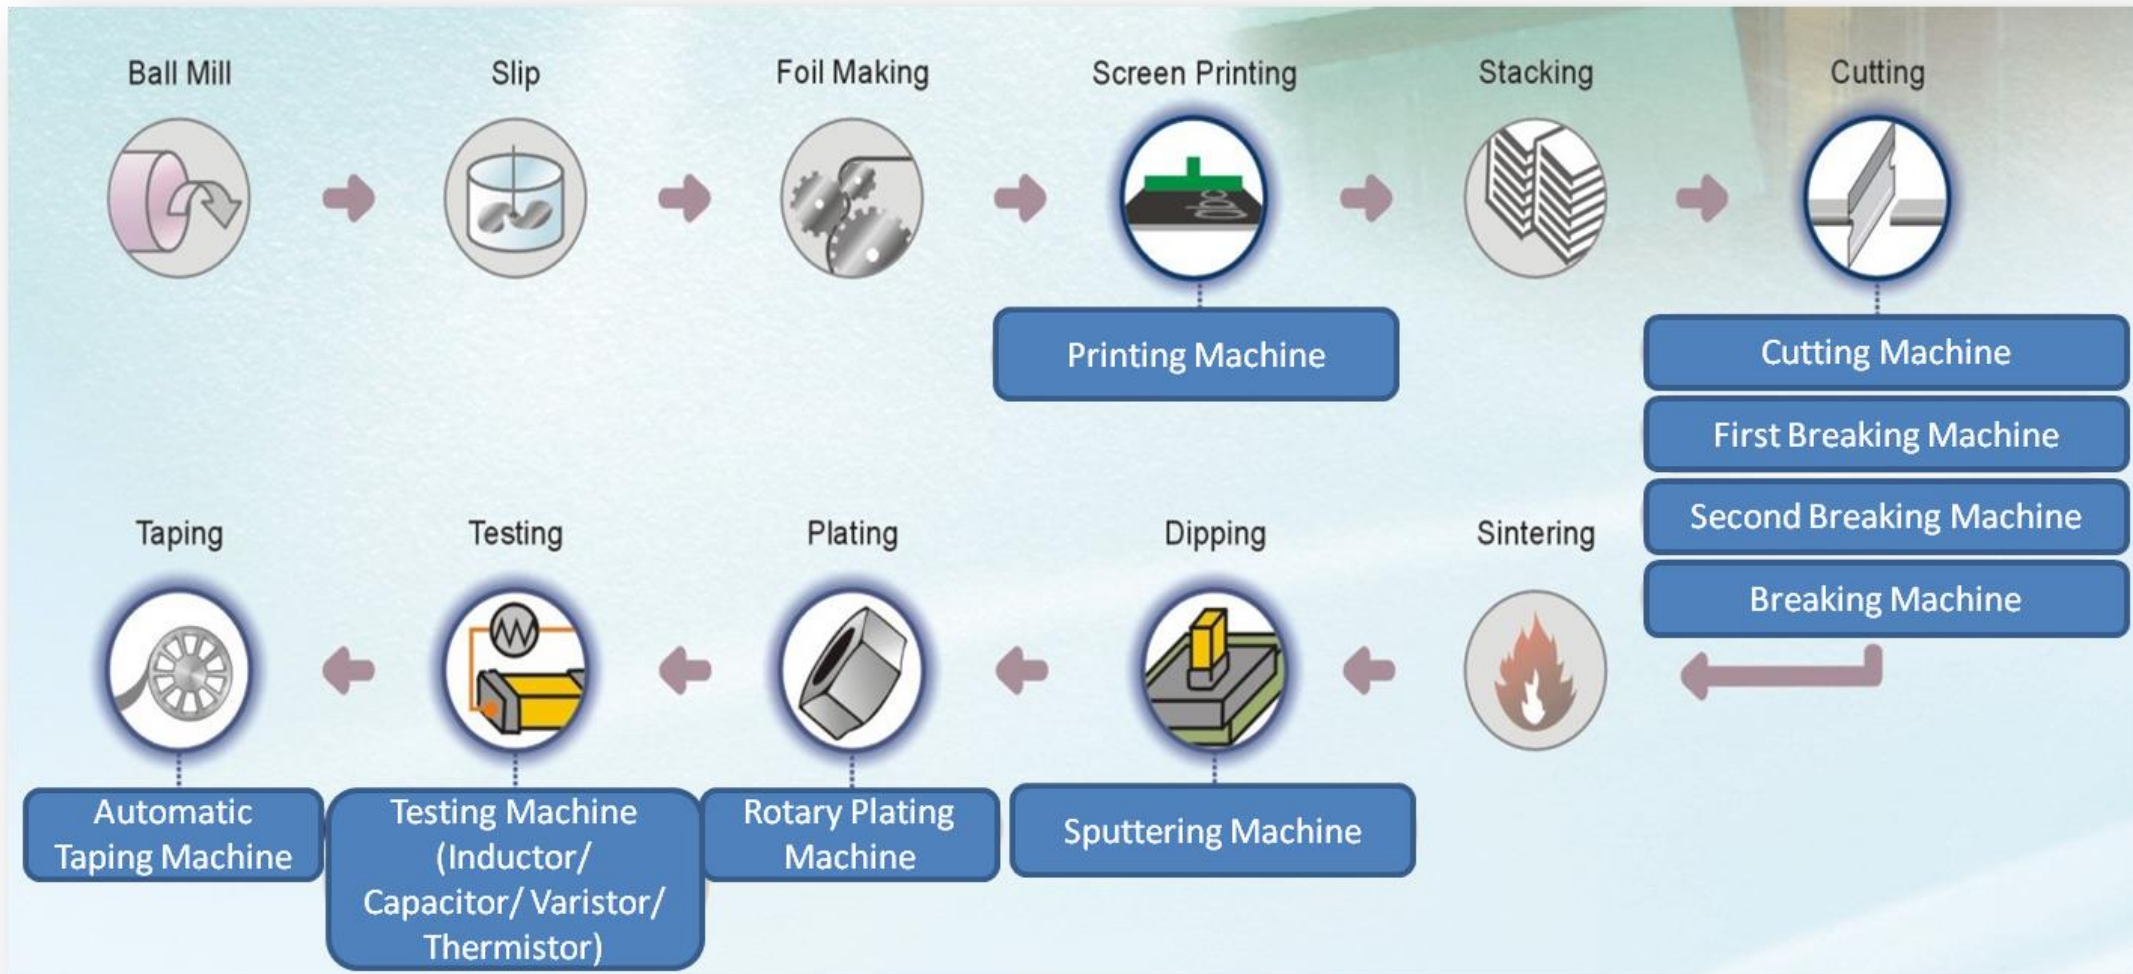 Ball Mill
Slip
Foil Making
Screen Printing
Stacking
Cutting
Printing Machine
Cutting Machine
First Breaking Machine
Second Breaking Machine
Breaking Machine
Taping
Testing
Plating
Dipping
Sintering
Automatic
Taping Machine
Testing Machine
(Inductor/
Capacitor/ Varistor/
Thermistor)
Rotary Plating
Machine
Sputtering Machine